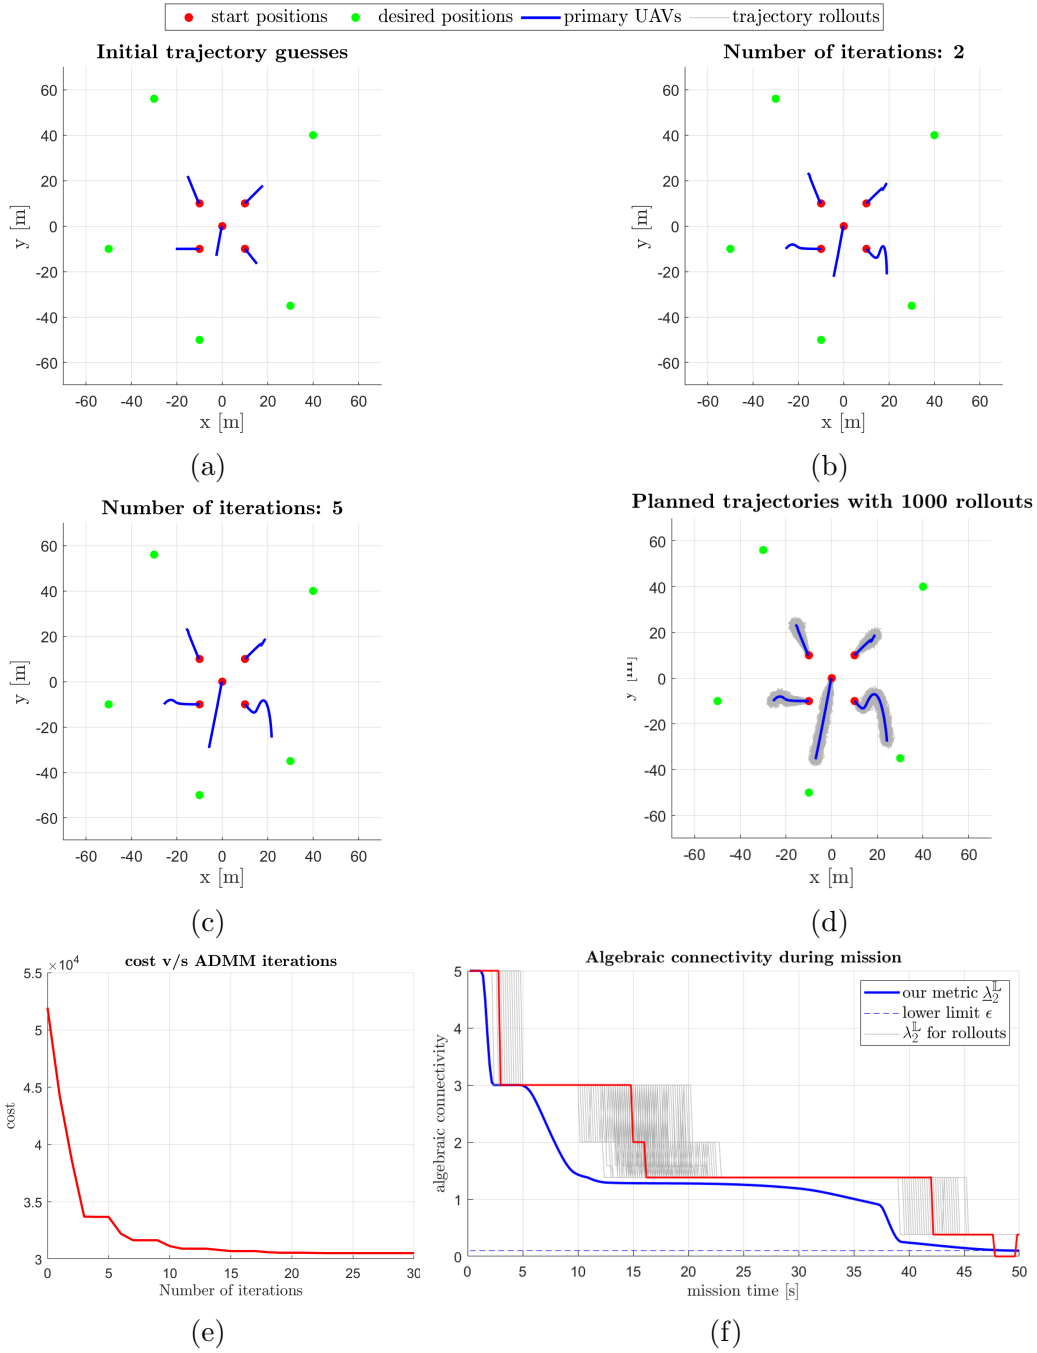 start positions desired positions primary UAVs trajectory rollouts
Initial trajectory guesses
60
40
20
0
-20
-40
-60
y [m]
-60 -40 -20 0 20 40 60
x [m]
(a)
Number of iterations: 2
60
40
20
0
-20
-40
-60
y [m]
-60 -40 -20 0 20 40 60
x [m]
(b)
Number of iterations: 5
60
40
20
0
-20
-40
-60
y [m]
-60 -40 -20 0 20 40 60
x [m]
(c)
Planned trajectories with 1000 rollouts
60
40
20
0
-20
-40
-60
y [m]
-60 -40 -20 0 20 40 60
x [m]
(d)
cost v/s ADMM iterations
×10⁴
5.5
5
4.5
4
3.5
3
cost
0 5 10 15 20 25 30
Number of iterations
(e)
Algebraic connectivity during mission
5
4
3
2
1
0
algebraic connectivity
our metric λ̲₂^𝕃
lower limit ϵ
λ₂^𝕃 for rollouts
0 5 10 15 20 25 30 35 40 45 50
mission time [s]
(f)